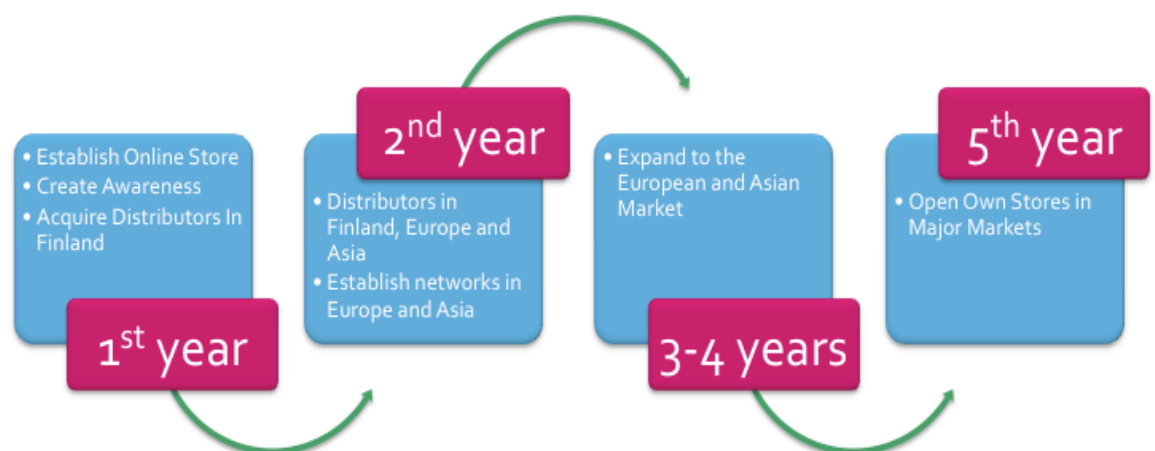 • Establish Online Store
• Create Awareness
• Acquire Distributors In
Finland
1st year
2nd year
• Distributors in
Finland, Europe and
Asia
• Establish networks in
Europe and Asia
• Expand to the
European and Asian
Market
3-4 years
5th year
• Open Own Stores in
Major Markets